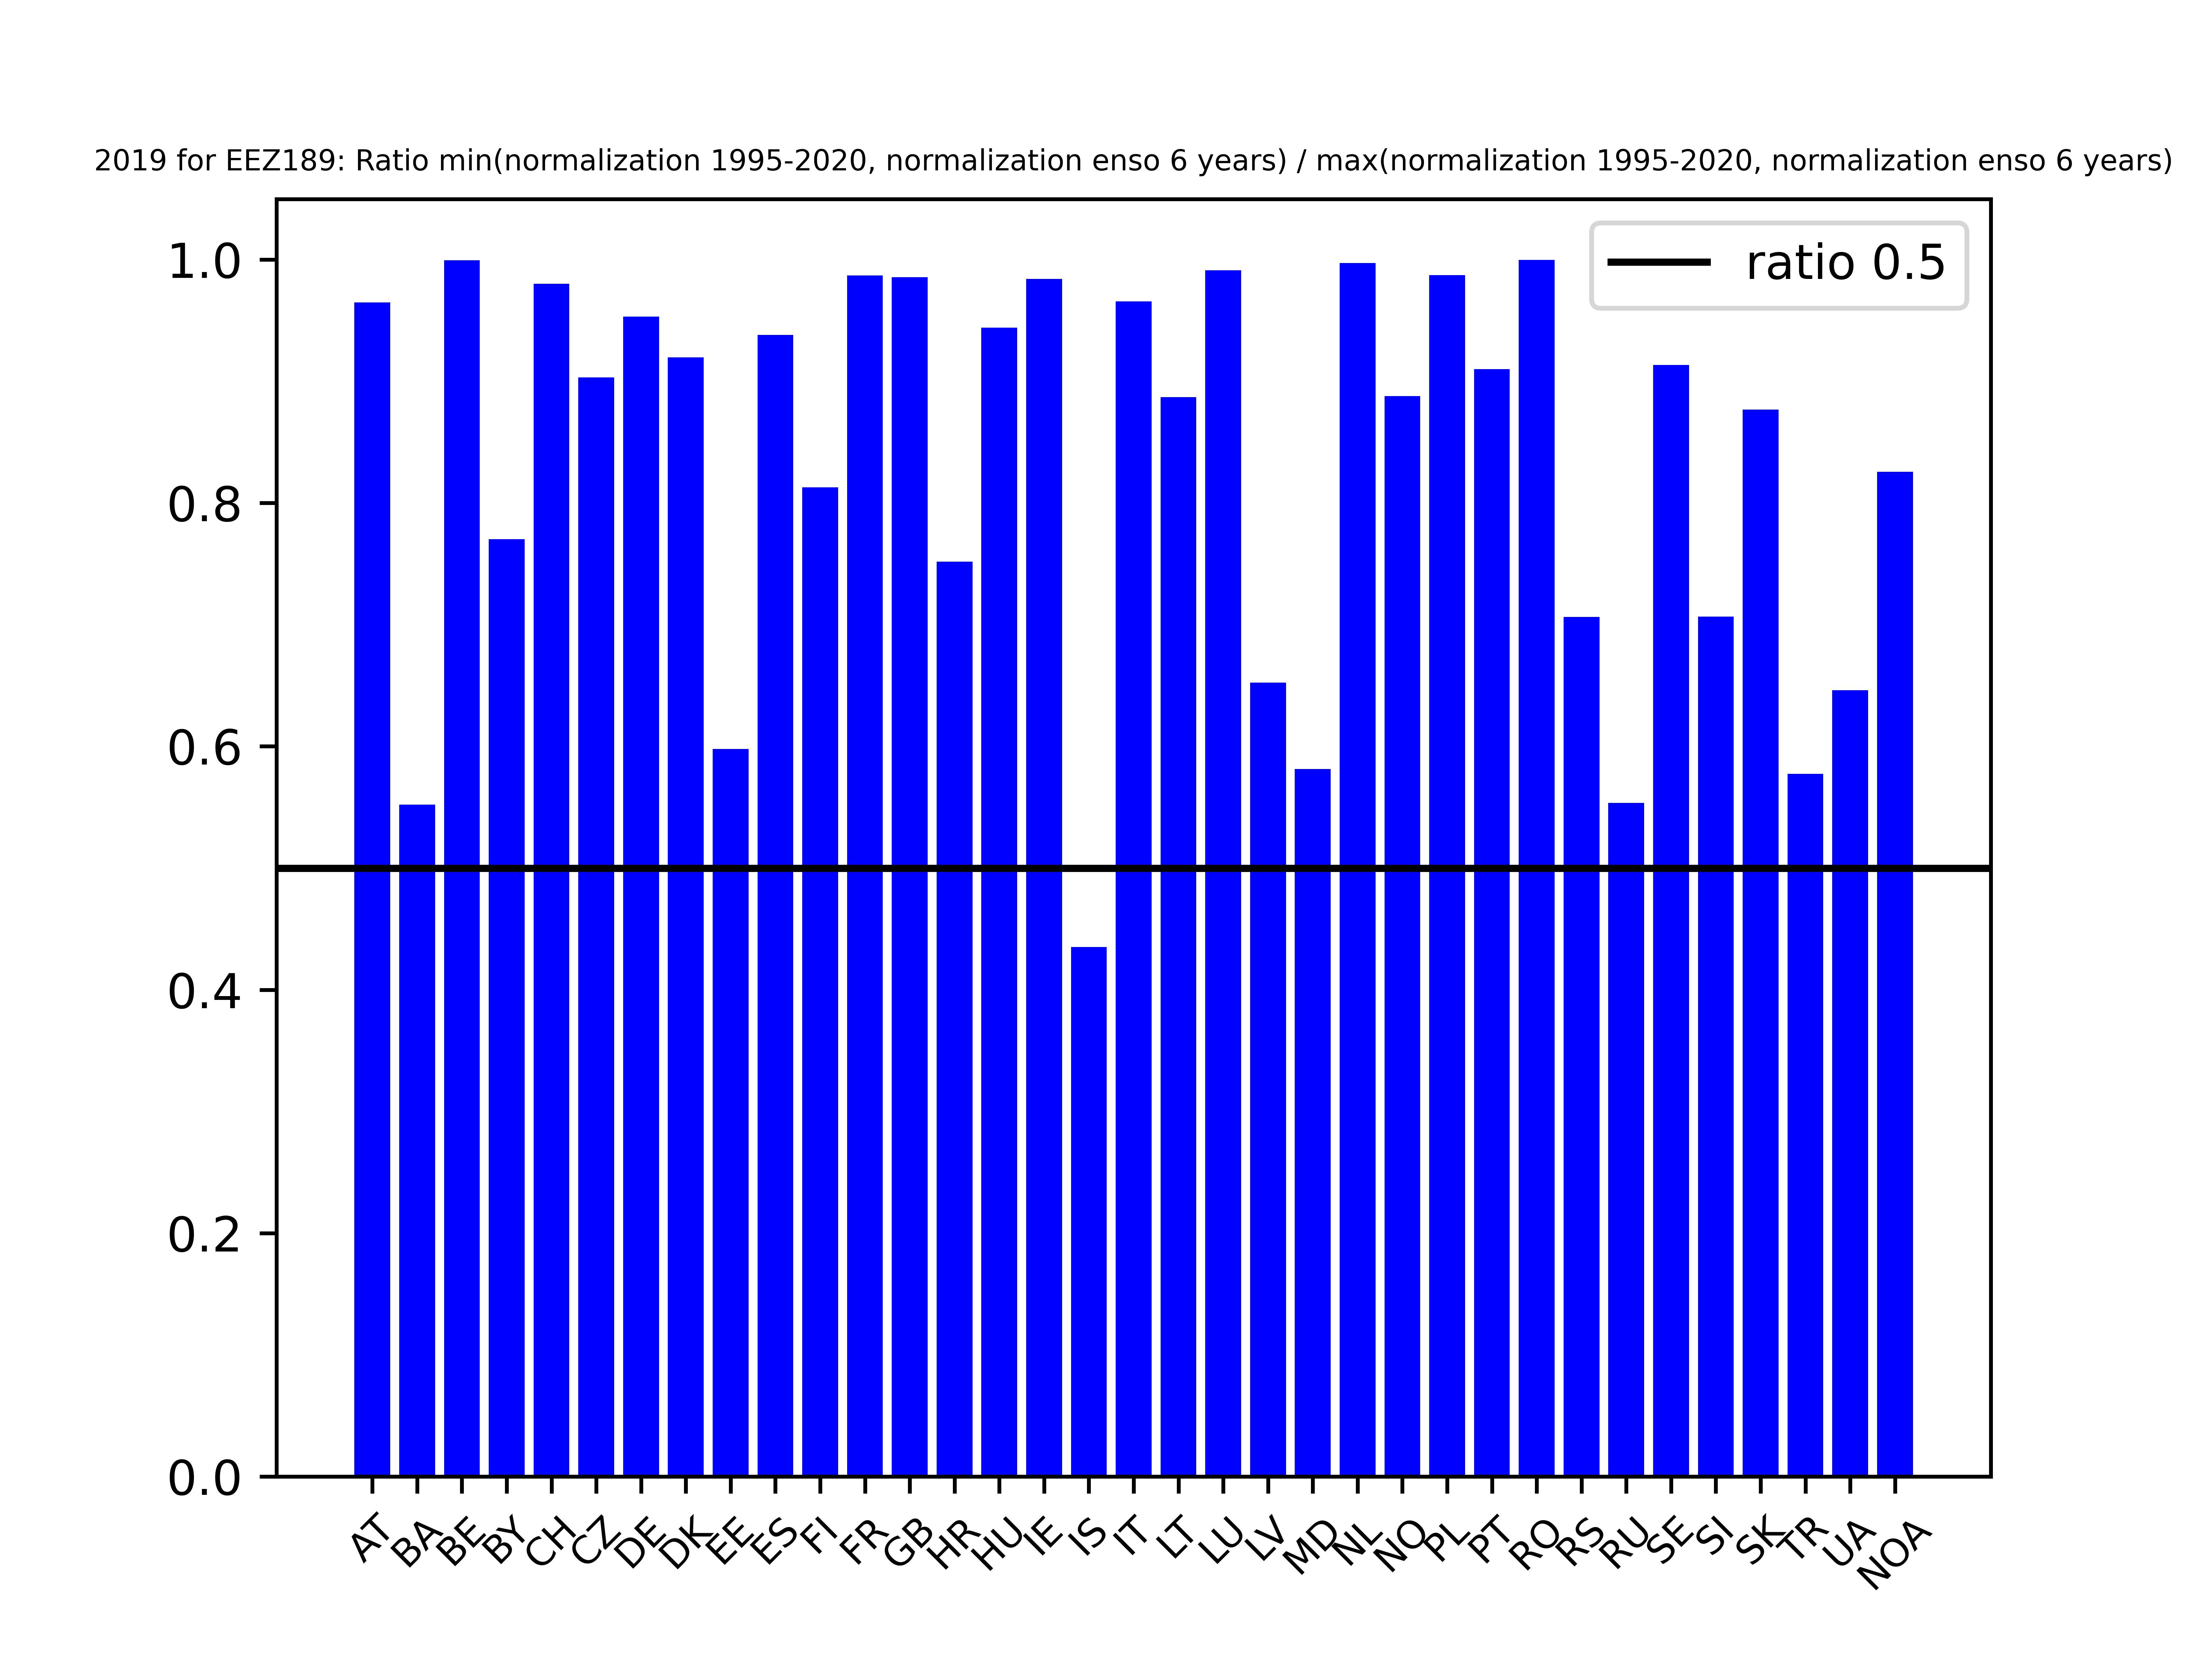 2019 for EEZ189: Ratio min(normalization 1995-2020, normalization enso 6 years) / max(normalization 1995-2020, normalization enso 6 years)
ratio 0.5
1.0
0.8
0.6
0.4
0.2
0.0
AT BA BE BY CH CZ DE DK EE ES FI FR GB HR HU IE IS IT LT LU LV MD NL NO PL PT RO RS RU SE SI SK TR UA NOA